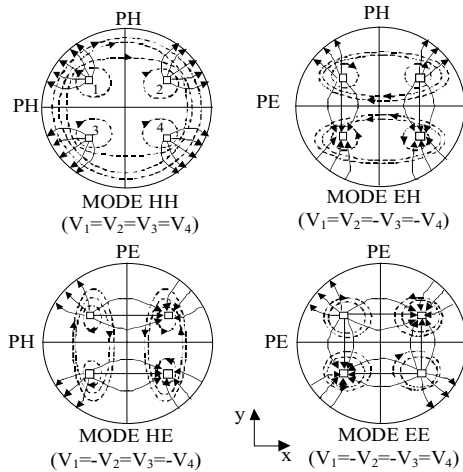 PH PH
PH 1 2 PE
3 4
MODE HH MODE EH
(V₁=V₂=V₃=V₄) (V₁=V₂=-V₃=-V₄)
PE PE
PH PE
y
x
MODE HE MODE EE
(V₁=-V₂=V₃=-V₄) (V₁=-V₂=-V₃=V₄)